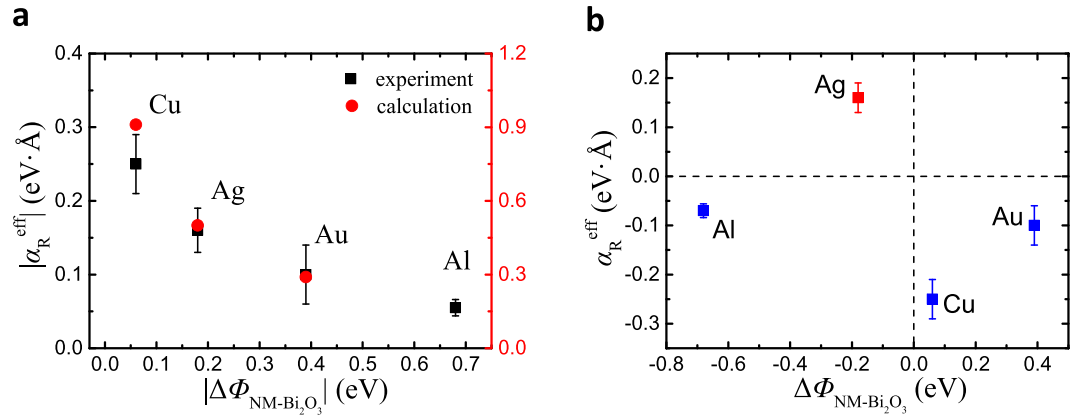 a
0.4
0.3
0.2
0.1
0.0
|α_R^eff| (eV·Å)
Cu
Ag
Au
Al
experiment
calculation
1.2
0.9
0.6
0.3
0.0
0.0 0.1 0.2 0.3 0.4 0.5 0.6 0.7
|ΔΦ_NM-Bi₂O₃| (eV)
b
0.2
0.1
0.0
-0.1
-0.2
-0.3
α_R^eff (eV·Å)
Ag
Al
Au
Cu
-0.8 -0.6 -0.4 -0.2 0.0 0.2 0.4
ΔΦ_NM-Bi₂O₃ (eV)